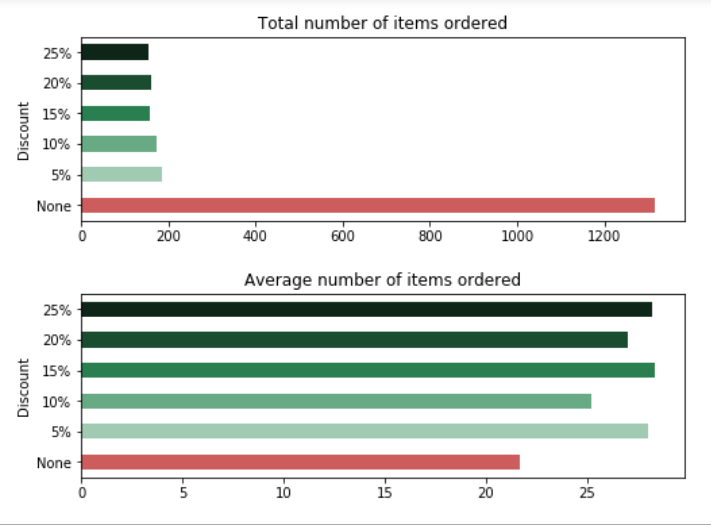 Total number of items ordered
Discount
25%
20%
15%
10%
5%
None
0 200 400 600 800 1000 1200
Average number of items ordered
Discount
25%
20%
15%
10%
5%
None
0 5 10 15 20 25